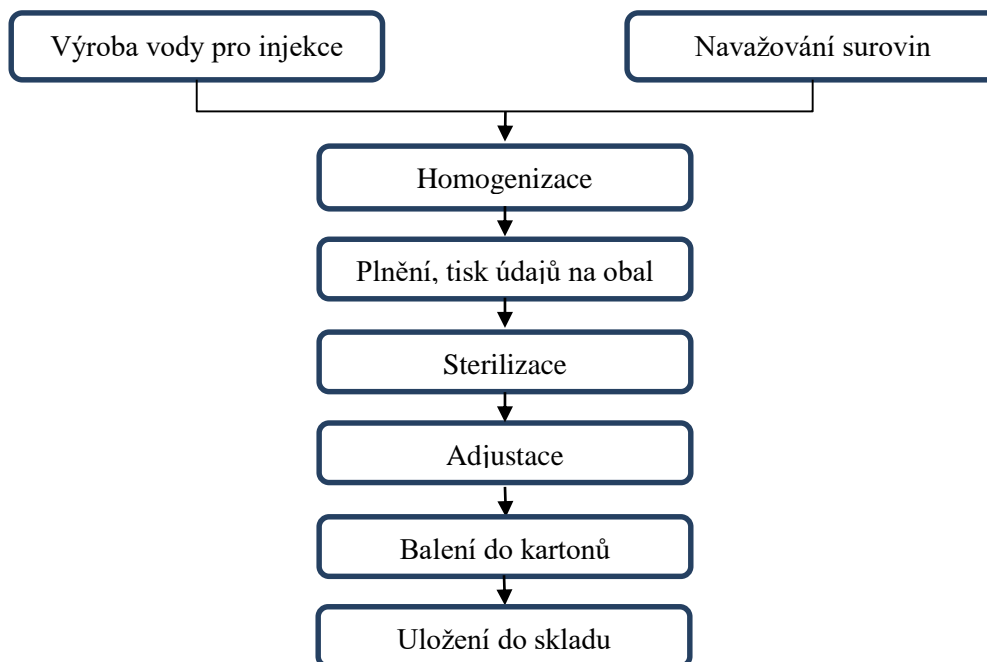 Výroba vody pro injekce
Navažování surovin
Homogenizace
Plnění, tisk údajů na obal
Sterilizace
Adjustace
Balení do kartonů
Uložení do skladu